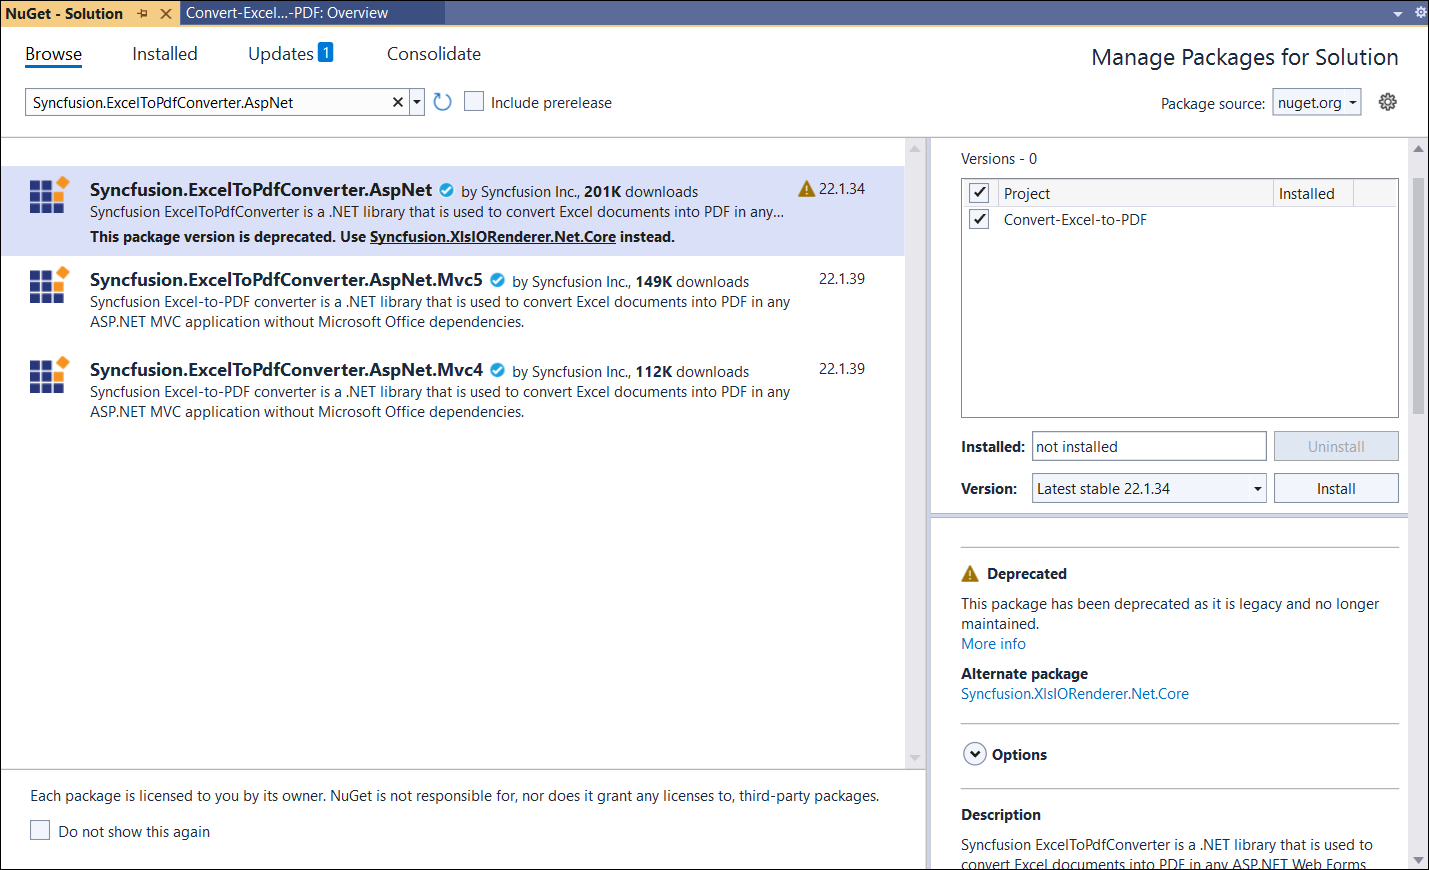 NuGet - Solution
Convert-Excel...-PDF: Overview
Browse
Installed
Updates 1
Consolidate
Manage Packages for Solution
Syncfusion.ExcelToPdfConverter.AspNet
Include prerelease
Package source: nuget.org
Syncfusion.ExcelToPdfConverter.AspNet by Syncfusion Inc., 201K downloads 22.1.34
Syncfusion ExcelToPdfConverter is a .NET library that is used to convert Excel documents into PDF in any...
This package version is deprecated. Use Syncfusion.XlsIORenderer.Net.Core instead.
Syncfusion.ExcelToPdfConverter.AspNet.Mvc5 by Syncfusion Inc., 149K downloads 22.1.39
Syncfusion Excel-to-PDF converter is a .NET library that is used to convert Excel documents into PDF in any
ASP.NET MVC application without Microsoft Office dependencies.
Syncfusion.ExcelToPdfConverter.AspNet.Mvc4 by Syncfusion Inc., 112K downloads 22.1.39
Syncfusion Excel-to-PDF converter is a .NET library that is used to convert Excel documents into PDF in any
ASP.NET MVC application without Microsoft Office dependencies.
Each package is licensed to you by its owner. NuGet is not responsible for, nor does it grant any licenses to, third-party packages.
Do not show this again
Versions - 0
Project Installed
Convert-Excel-to-PDF
Installed: not installed Uninstall
Version: Latest stable 22.1.34 Install
Deprecated
This package has been deprecated as it is legacy and no longer
maintained.
More info
Alternate package
Syncfusion.XlsIORenderer.Net.Core
Options
Description
Syncfusion ExcelToPdfConverter is a .NET library that is used to
convert Excel documents into PDF in any ASP.NET Web Forms